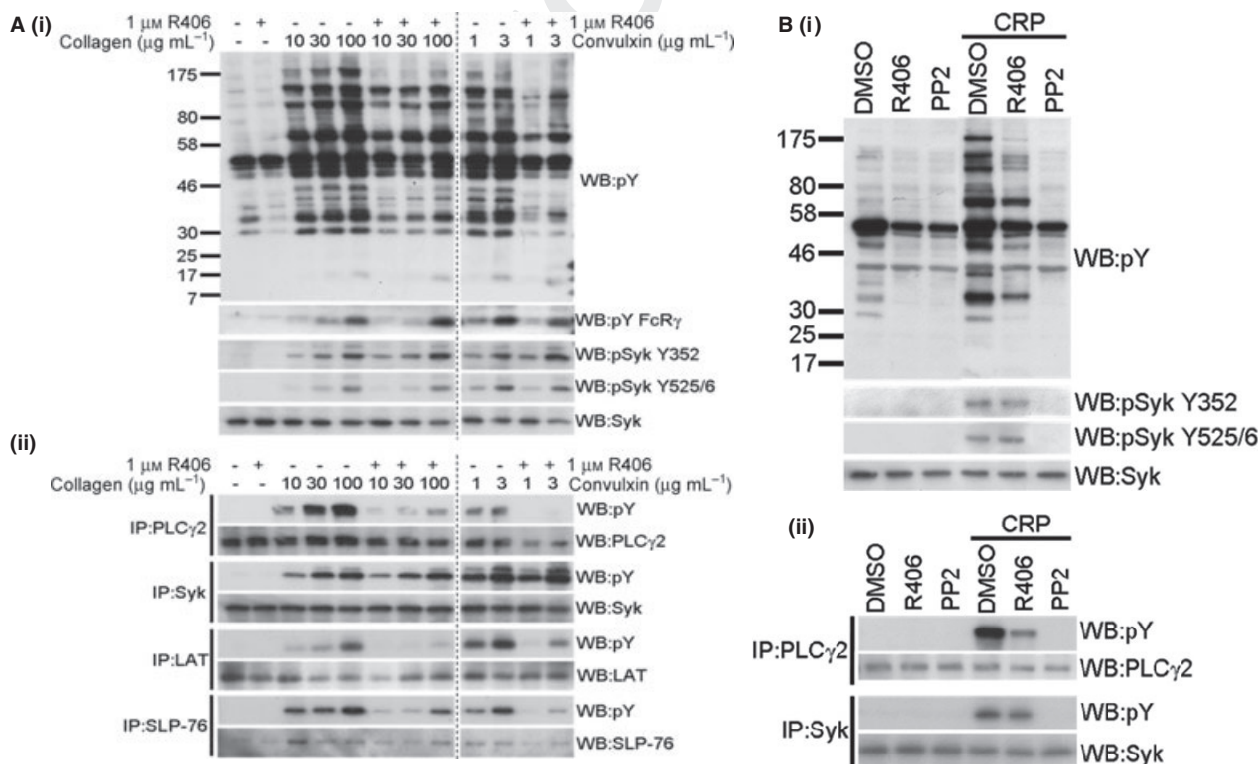 A (i)
1 μM R406 - + - - - + + + - - + + 1 μM R406
Collagen (μg mL⁻¹) - - 10 30 100 10 30 100 1 3 1 3 Convulxin (μg mL⁻¹)
175
80
58
46
30
25
17
7
WB:pY
WB:pY FcRγ
WB:pSyk Y352
WB:pSyk Y525/6
WB:Syk
(ii)
1 μM R406 - + - - - + + + - - + + 1 μM R406
Collagen (μg mL⁻¹) - - 10 30 100 10 30 100 1 3 1 3 Convulxin (μg mL⁻¹)
IP:PLCγ2
WB:pY
WB:PLCγ2
IP:Syk
WB:pY
WB:Syk
IP:LAT
WB:pY
WB:LAT
IP:SLP-76
WB:pY
WB:SLP-76
B (i)
CRP
DMSO R406 PP2 DMSO R406 PP2
175
80
58
46
30
25
17
WB:pY
WB:pSyk Y352
WB:pSyk Y525/6
WB:Syk
(ii)
CRP
DMSO R406 PP2 DMSO R406 PP2
IP:PLCγ2
WB:pY
WB:PLCγ2
IP:Syk
WB:pY
WB:Syk